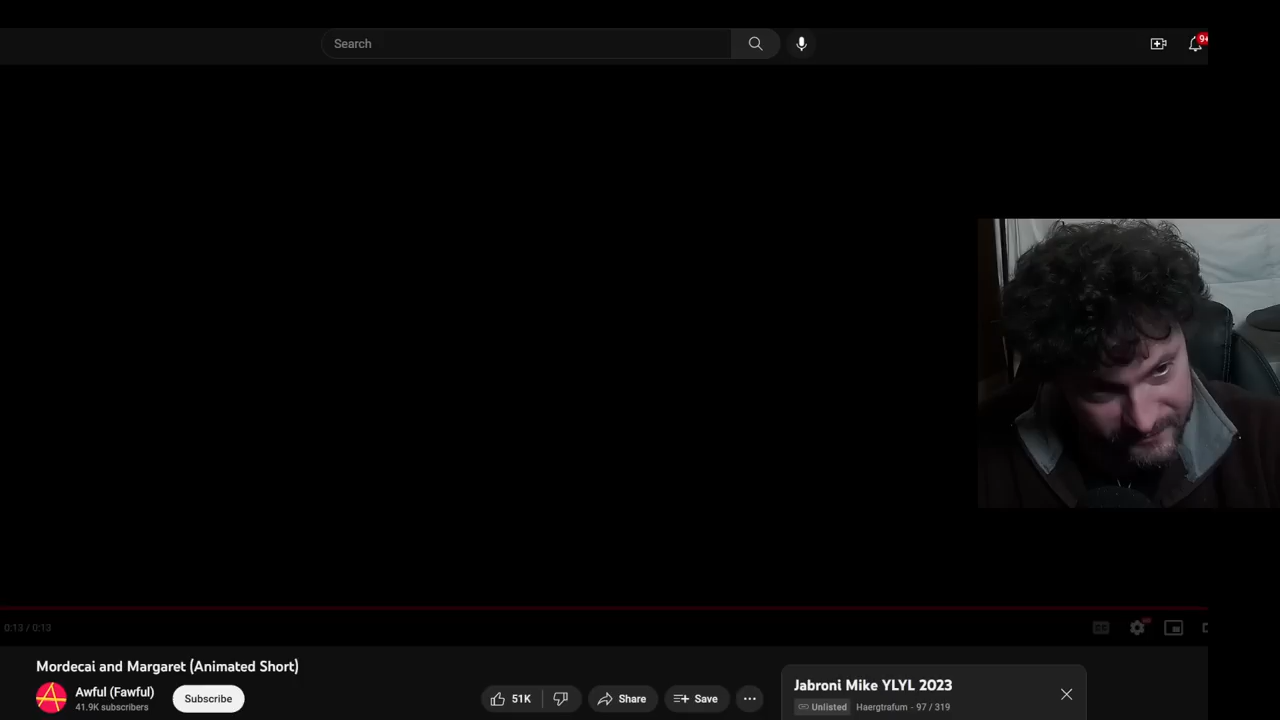 Search
9+
0:13 / 0:13
Mordecai and Margaret (Animated Short)
Awful (Fawful)
41.9K subscribers
Subscribe
51K
Share
Save
Jabroni Mike YLYL 2023
Unlisted
Haergtrafum - 97 / 319